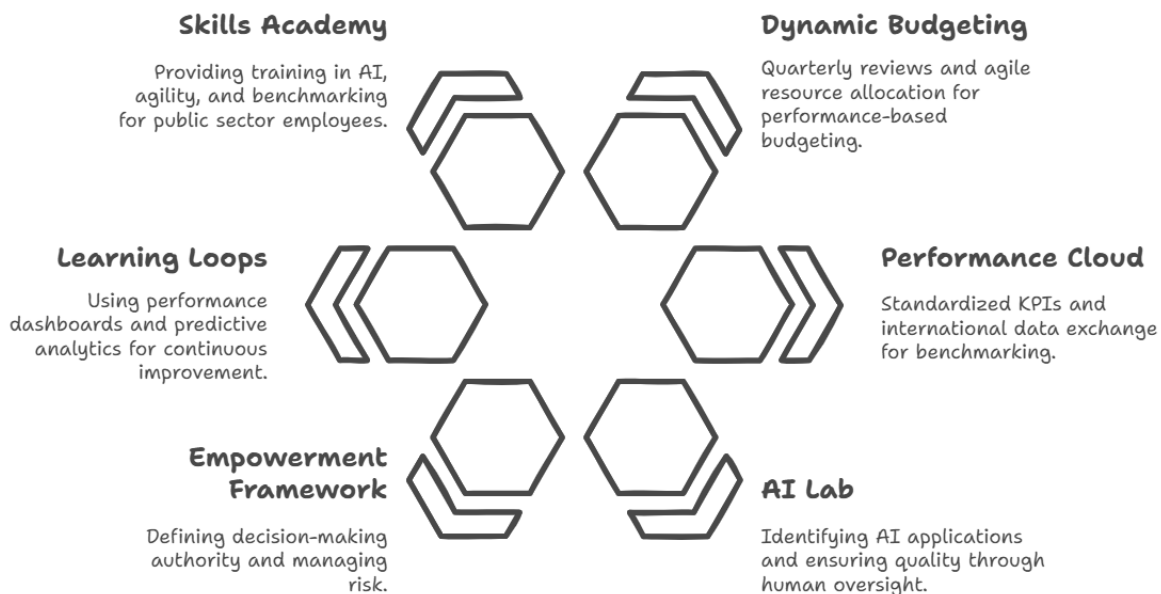 Skills Academy
Providing training in AI,
agility, and benchmarking
for public sector employees.
Dynamic Budgeting
Quarterly reviews and agile
resource allocation for
performance-based
budgeting.
Learning Loops
Using performance
dashboards and predictive
analytics for continuous
improvement.
Performance Cloud
Standardized KPIs and
international data exchange
for benchmarking.
Empowerment
Framework
Defining decision-making
authority and managing
risk.
AI Lab
Identifying AI applications
and ensuring quality through
human oversight.